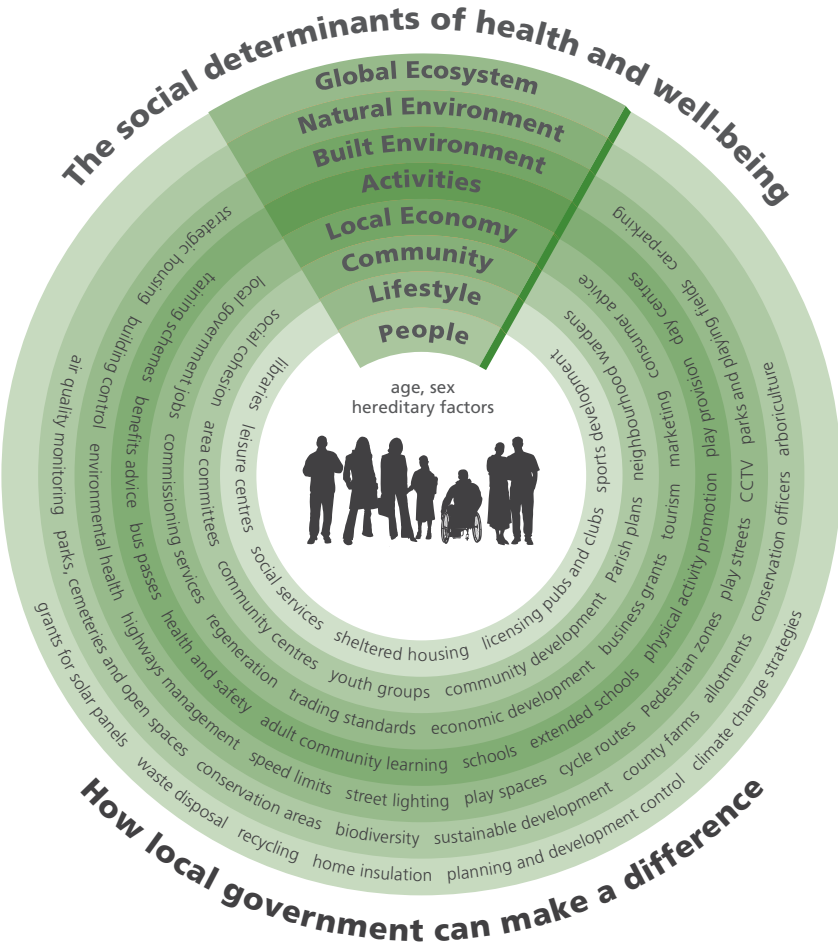 The social determinants of health and well-being
Global Ecosystem
Natural Environment
Built Environment
Activities
Local Economy
Community
Lifestyle
People
age, sex
hereditary factors
grants for solar panels waste disposal recycling home insulation planning and development control climate change strategies
air quality monitoring parks, cemeteries and open spaces conservation areas biodiversity sustainable development county farms allotments conservation officers arboriculture
strategic housing building control environmental health highways management speed limits street lighting play spaces cycle routes Pedestrian zones play streets CCTV parks and playing fields car-parking
training schemes benefits advice bus passes health and safety adult community learning schools extended schools physical activity promotion play provision day centres
local government jobs commissioning services regeneration trading standards economic development business grants tourism marketing consumer advice
social cohesion area committees community centres youth groups community development Parish plans neighbourhood wardens
libraries leisure centres social services sheltered housing licensing pubs and clubs sports development
How local government can make a difference